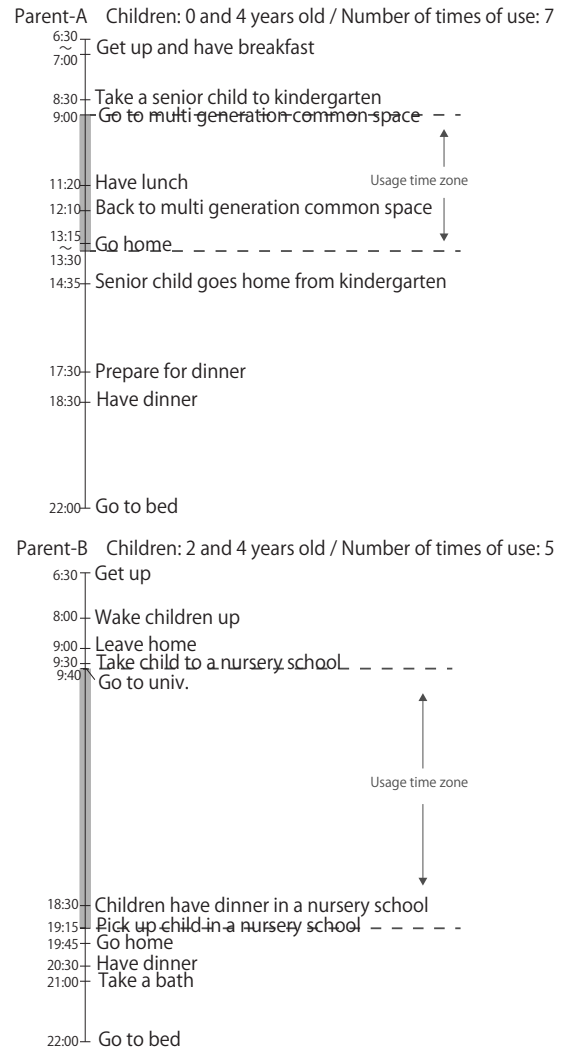 Parent-A Children: 0 and 4 years old / Number of times of use: 7
6:30
~
7:00
Get up and have breakfast
8:30 Take a senior child to kindergarten
9:00 Go to multi generation common space
Usage time zone
11:20 Have lunch
12:10 Back to multi generation common space
13:15
~
13:30
Go home
14:35 Senior child goes home from kindergarten
17:30 Prepare for dinner
18:30 Have dinner
22:00 Go to bed
Parent-B Children: 2 and 4 years old / Number of times of use: 5
6:30 Get up
8:00 Wake children up
9:00 Leave home
9:30 Take child to a nursery school
9:40 Go to univ.
Usage time zone
18:30 Children have dinner in a nursery school
19:15 Pick up child in a nursery school
19:45 Go home
20:30 Have dinner
21:00 Take a bath
22:00 Go to bed